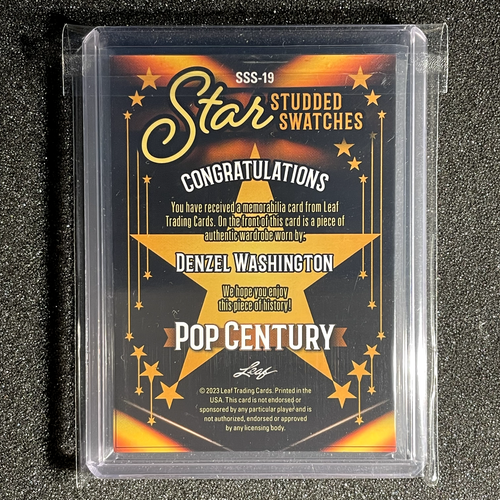 SSS-19
Star STUDDED
SWATCHES
CONGRATULATIONS
You have received a memorabilia card from Leaf
Trading Cards. On the front of this card is a piece of
authentic wardrobe worn by:
DENZEL WASHINGTON
We hope you enjoy
this piece of history!
POP CENTURY
Leaf
© 2023 Leaf Trading Cards. Printed in the
USA. This card is not endorsed or
sponsored by any particular player and is
not authorized, endorsed or approved
by any licensing body.